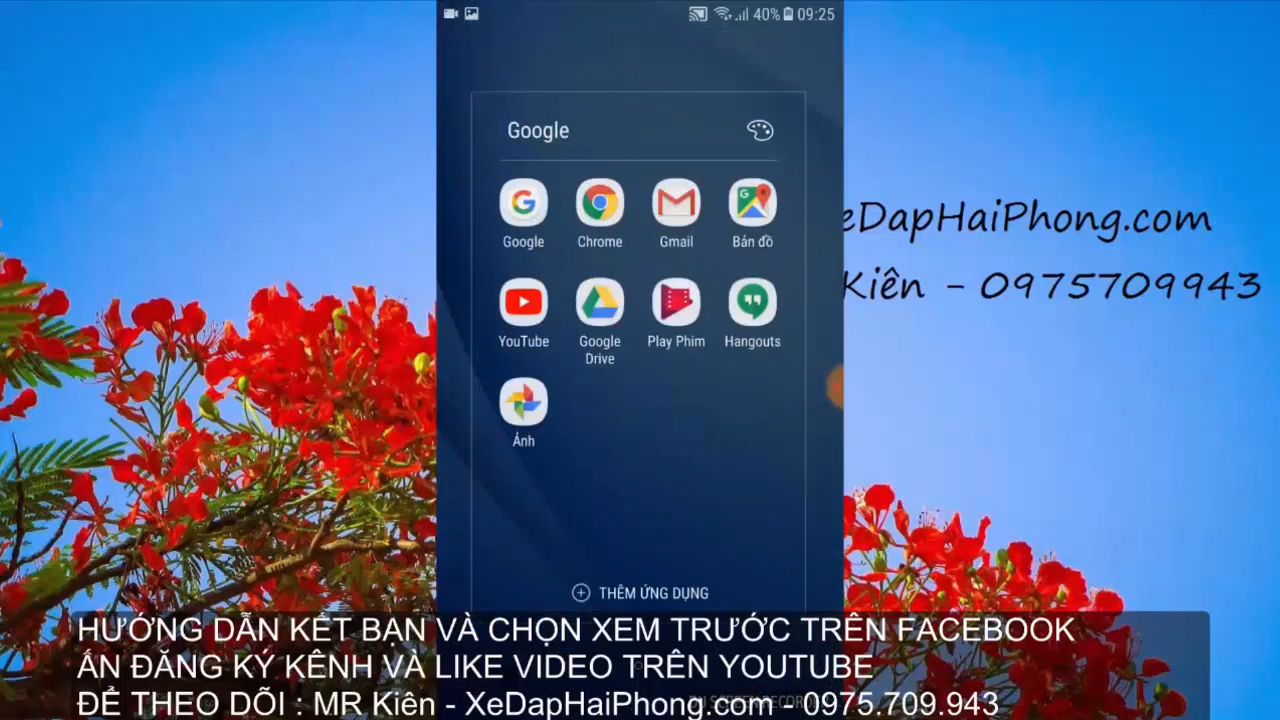 40% 09:25
Google
Google Chrome Gmail Bản đồ
YouTube Google Drive Play Phim Hangouts
Ảnh
THÊM ỨNG DỤNG
eDapHaiPhong.com
Kiên - 0975709943
HƯỚNG DẪN KẾT BẠN VÀ CHỌN XEM TRƯỚC TRÊN FACEBOOK
ẤN ĐĂNG KÝ KÊNH VÀ LIKE VIDEO TRÊN YOUTUBE
ĐỂ THEO DÕI : MR Kiên - XeDapHaiPhong.com - 0975.709.943